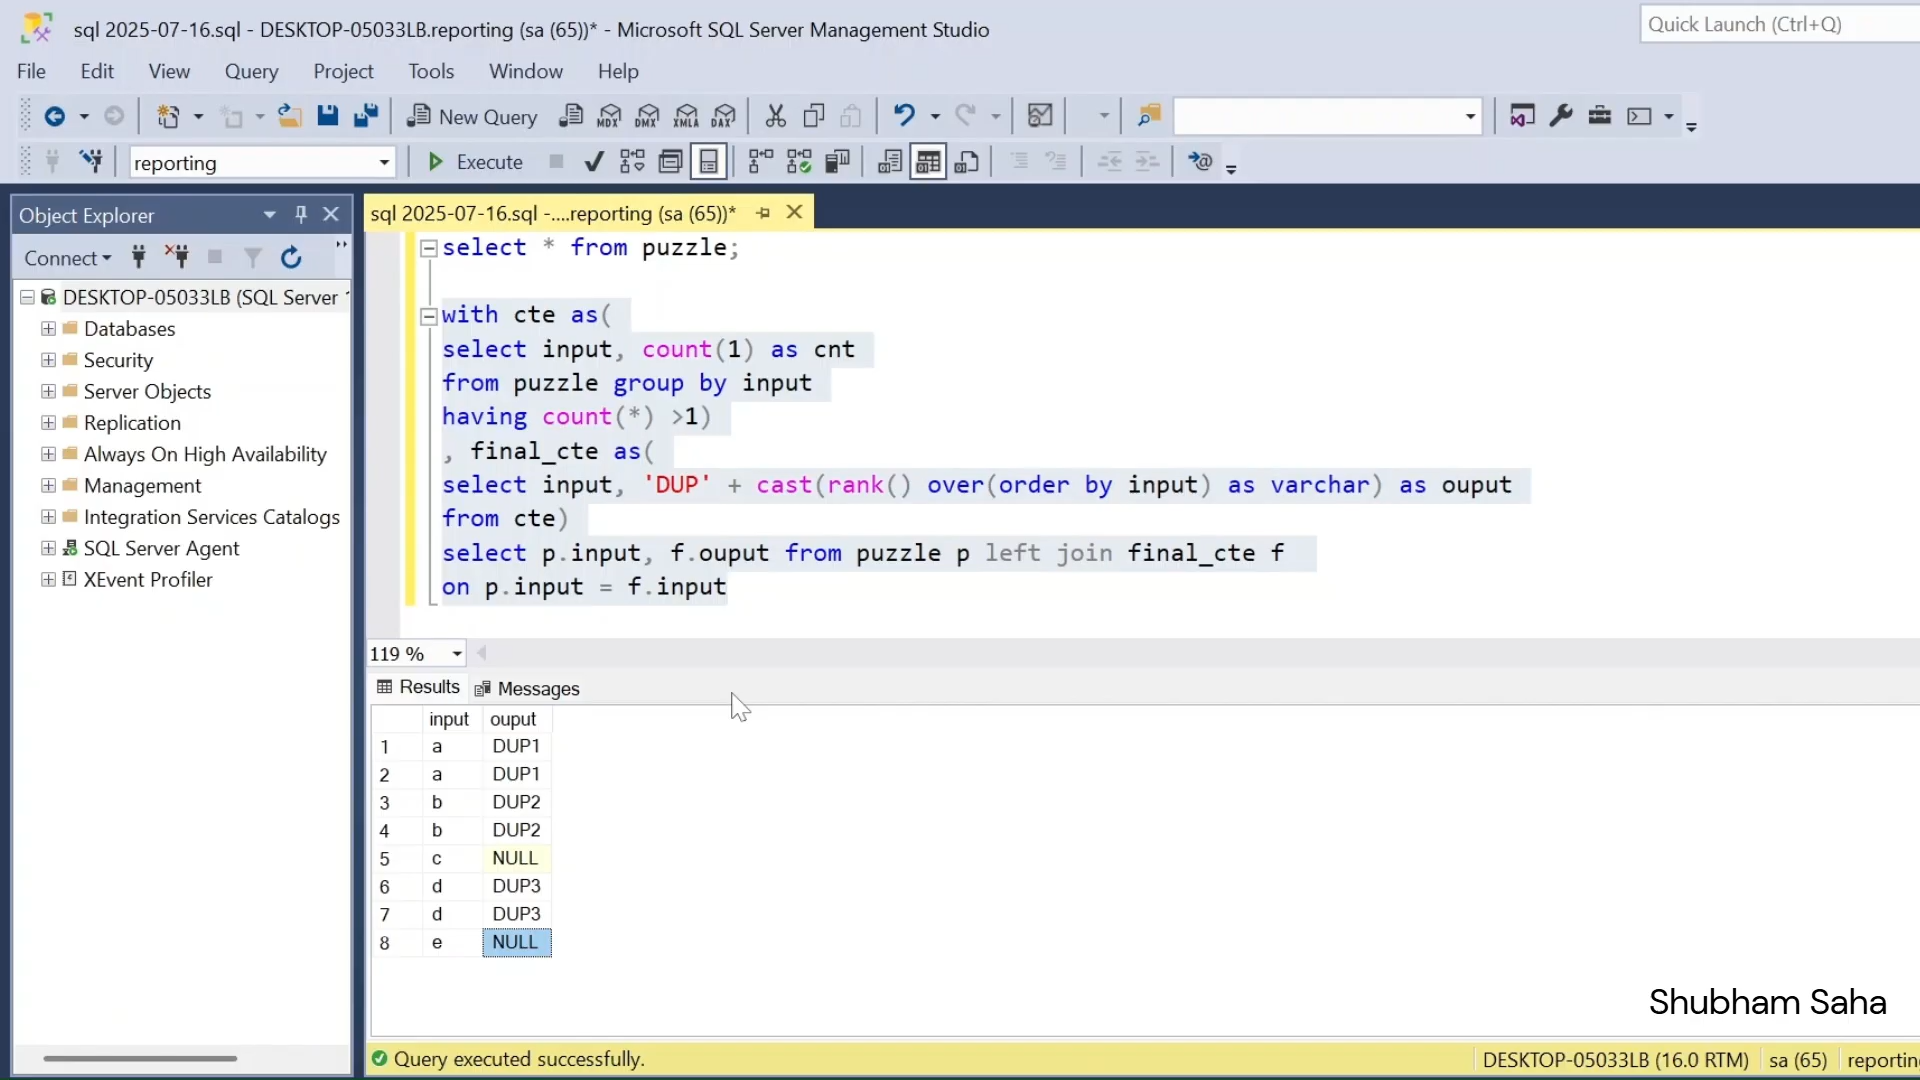 sql 2025-07-16.sql - DESKTOP-05033LB.reporting (sa (65))* - Microsoft SQL Server Management Studio
Quick Launch (Ctrl+Q)
File Edit View Query Project Tools Window Help
New Query MDX DMX XMLA DAX
reporting Execute
Object Explorer
Connect
DESKTOP-05033LB (SQL Server
Databases
Security
Server Objects
Replication
Always On High Availability
Management
Integration Services Catalogs
SQL Server Agent
XEvent Profiler
sql 2025-07-16.sql -....reporting (sa (65))*
select * from puzzle;
with cte as(
select input, count(1) as cnt
from puzzle group by input
having count(*) >1)
, final_cte as(
select input, 'DUP' + cast(rank() over(order by input) as varchar) as ouput
from cte)
select p.input, f.ouput from puzzle p left join final_cte f
on p.input = f.input
119 %
Results Messages
input ouput
1 a DUP1
2 a DUP1
3 b DUP2
4 b DUP2
5 c NULL
6 d DUP3
7 d DUP3
8 e NULL
Shubham Saha
Query executed successfully.
DESKTOP-05033LB (16.0 RTM) sa (65) reportin